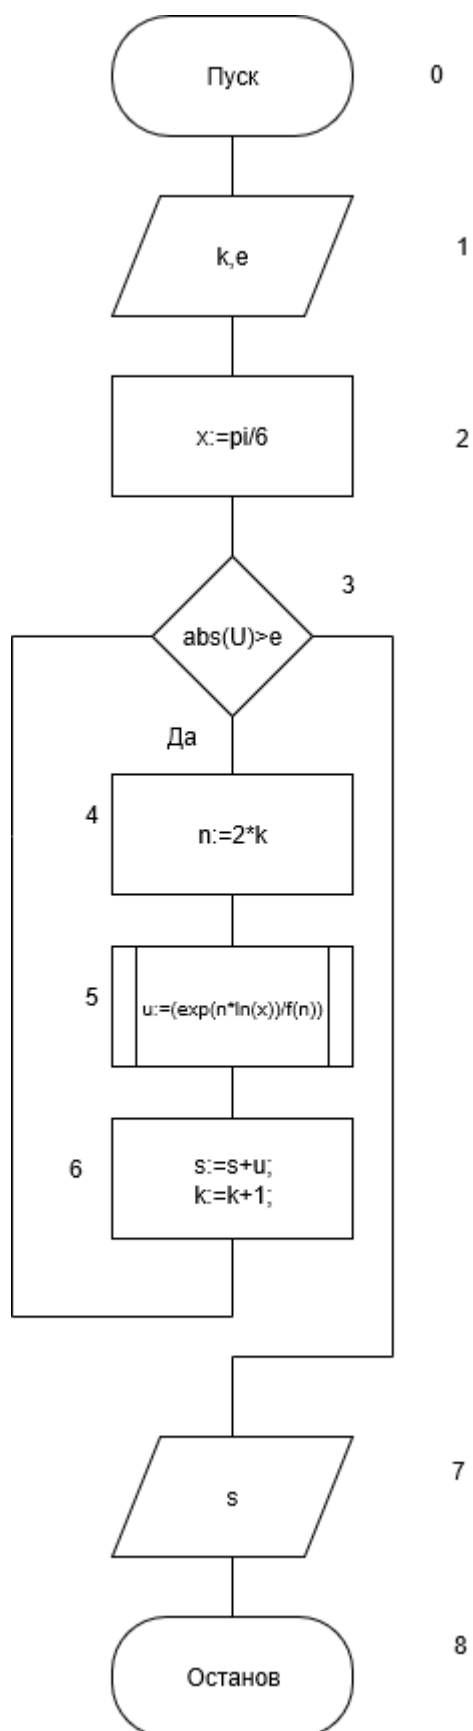 Пуск
0
k,e
1
x:=pi/6
2
3
abs(U)>e
Да
4
n:=2*k
5
u:=(exp(n*ln(x))/f(n))
6
s:=s+u;
k:=k+1;
s
7
Останов
8